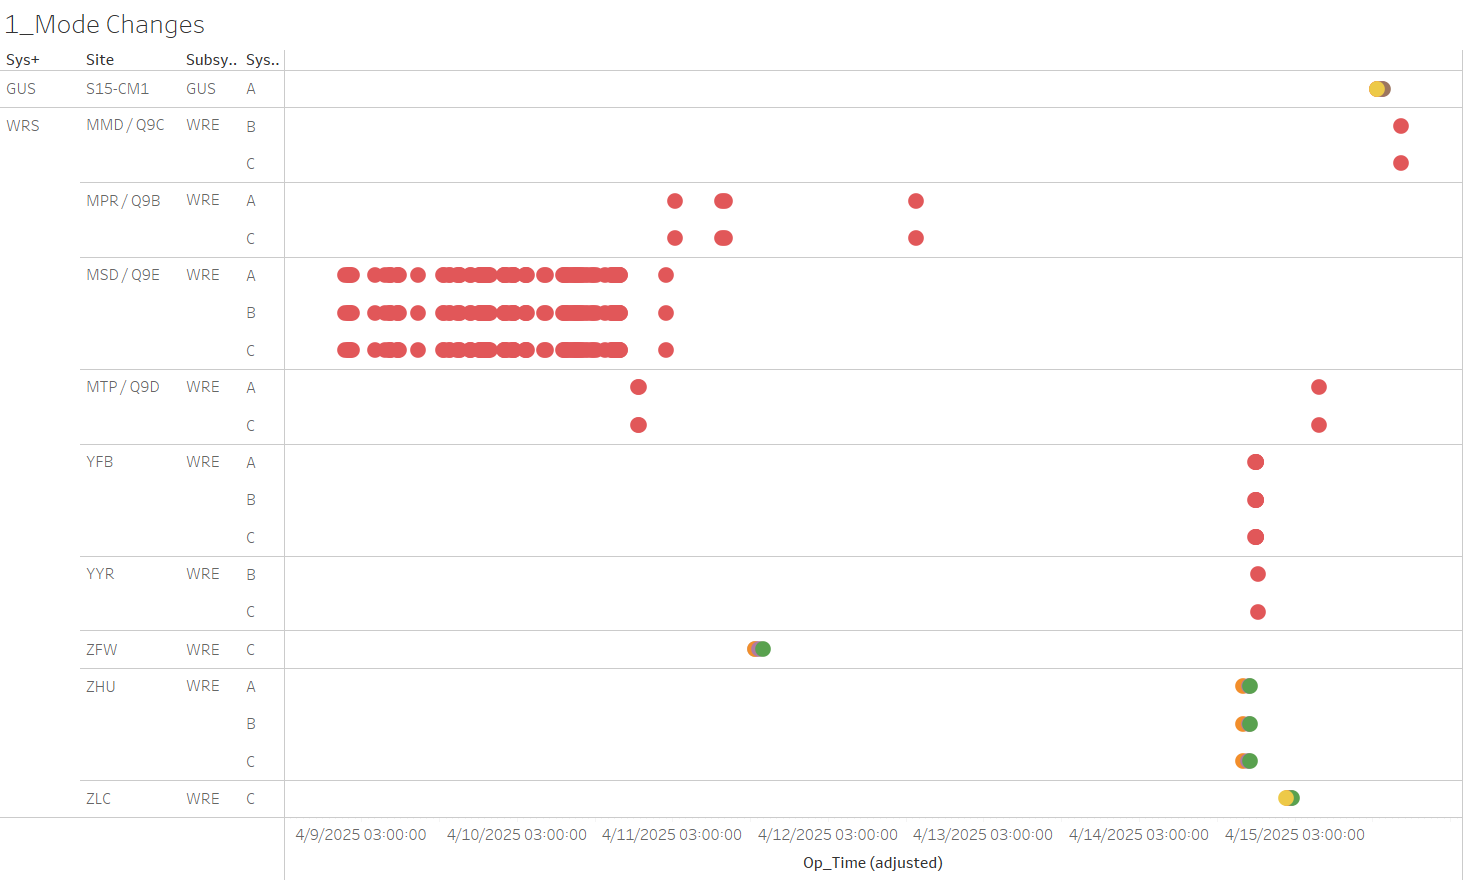 1_Mode Changes
Sys+ Site Subsy.. Sys..
GUS S15-CM1 GUS A
WRS MMD / Q9C WRE B
C
MPR / Q9B WRE A
C
MSD / Q9E WRE A
B
C
MTP / Q9D WRE A
C
YFB WRE A
B
C
YYR WRE B
C
ZFW WRE C
ZHU WRE A
B
C
ZLC WRE C
4/9/2025 03:00:00 4/10/2025 03:00:00 4/11/2025 03:00:00 4/12/2025 03:00:00 4/13/2025 03:00:00 4/14/2025 03:00:00 4/15/2025 03:00:00
Op_Time (adjusted)